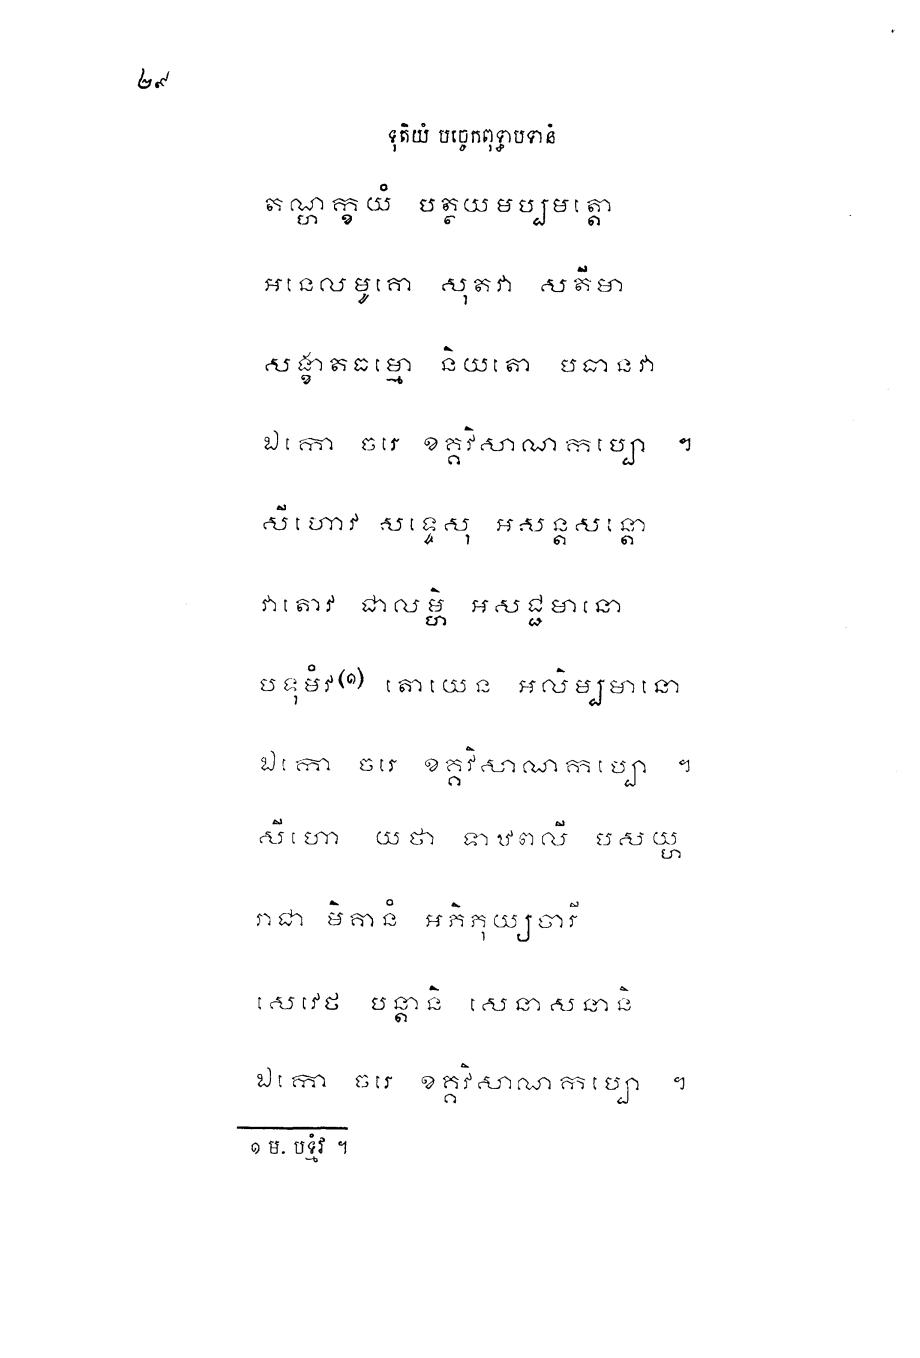 ២៩
ទុតិយំ បច្ចេកពុទ្ធាបទានំ
តណ្ហក្ខយំ បត្ថយមប្បមត្តោ
អនេលមូគោ សុតវា សតីមា
សង្ខាតធម្មោ និយតោ បធានវា
ឯកោ ចរេ ខគ្គវិសាណកប្បោ ។
សីហោវ សទ្ទេសុ អសន្តសន្តោ
វាតោវ ជាលម្ហិ អសជ្ជមានោ
បទុមំវ(១) តោយេន អលិម្បមានោ
ឯកោ ចរេ ខគ្គវិសាណកប្បោ ។
សីហោ យថា ទាឋពលី បសយ្ហ
រាជា មិគានំ អភិភុយ្យចារី
សេវេថ បន្តានិ សេនាសនានិ
ឯកោ ចរេ ខគ្គវិសាណកប្បោ ។
១ ម. បទ្មំវ ។